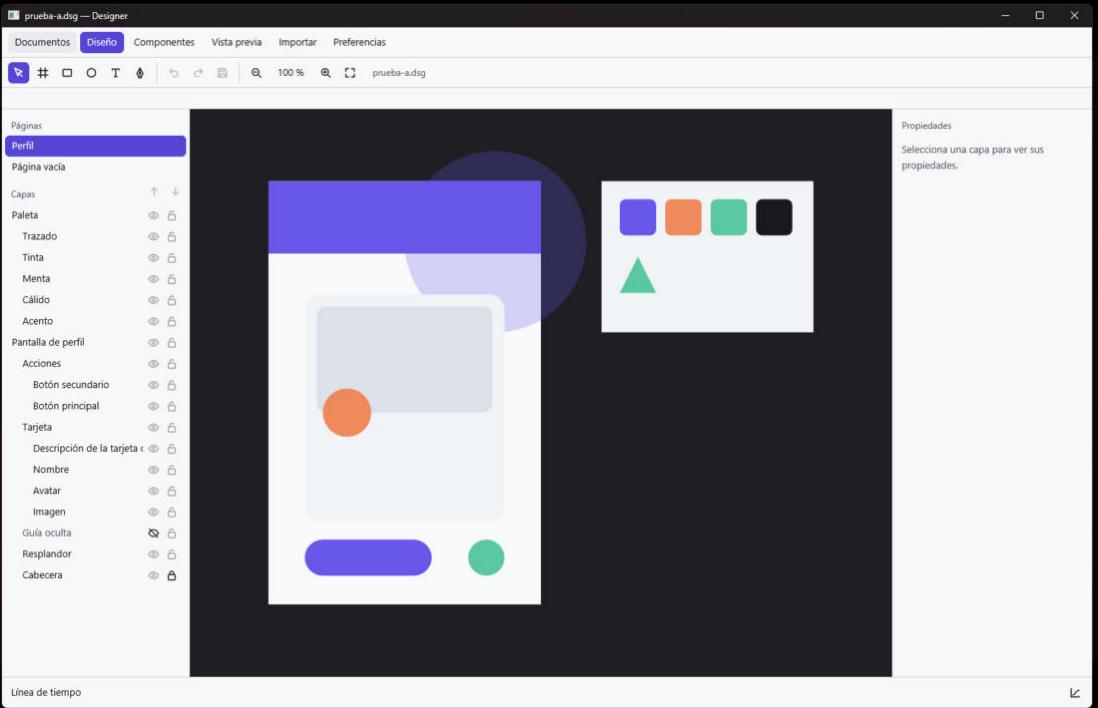 prueba-a.dsg — Designer
Documentos Diseño Componentes Vista previa Importar Preferencias
100 % prueba-a.dsg
Páginas
Perfil
Página vacía
Capas
Paleta
Trazado
Tinta
Menta
Cálido
Acento
Pantalla de perfil
Acciones
Botón secundario
Botón principal
Tarjeta
Descripción de la tarjeta
Nombre
Avatar
Imagen
Guía oculta
Resplandor
Cabecera
Propiedades
Selecciona una capa para ver sus
propiedades.
Línea de tiempo